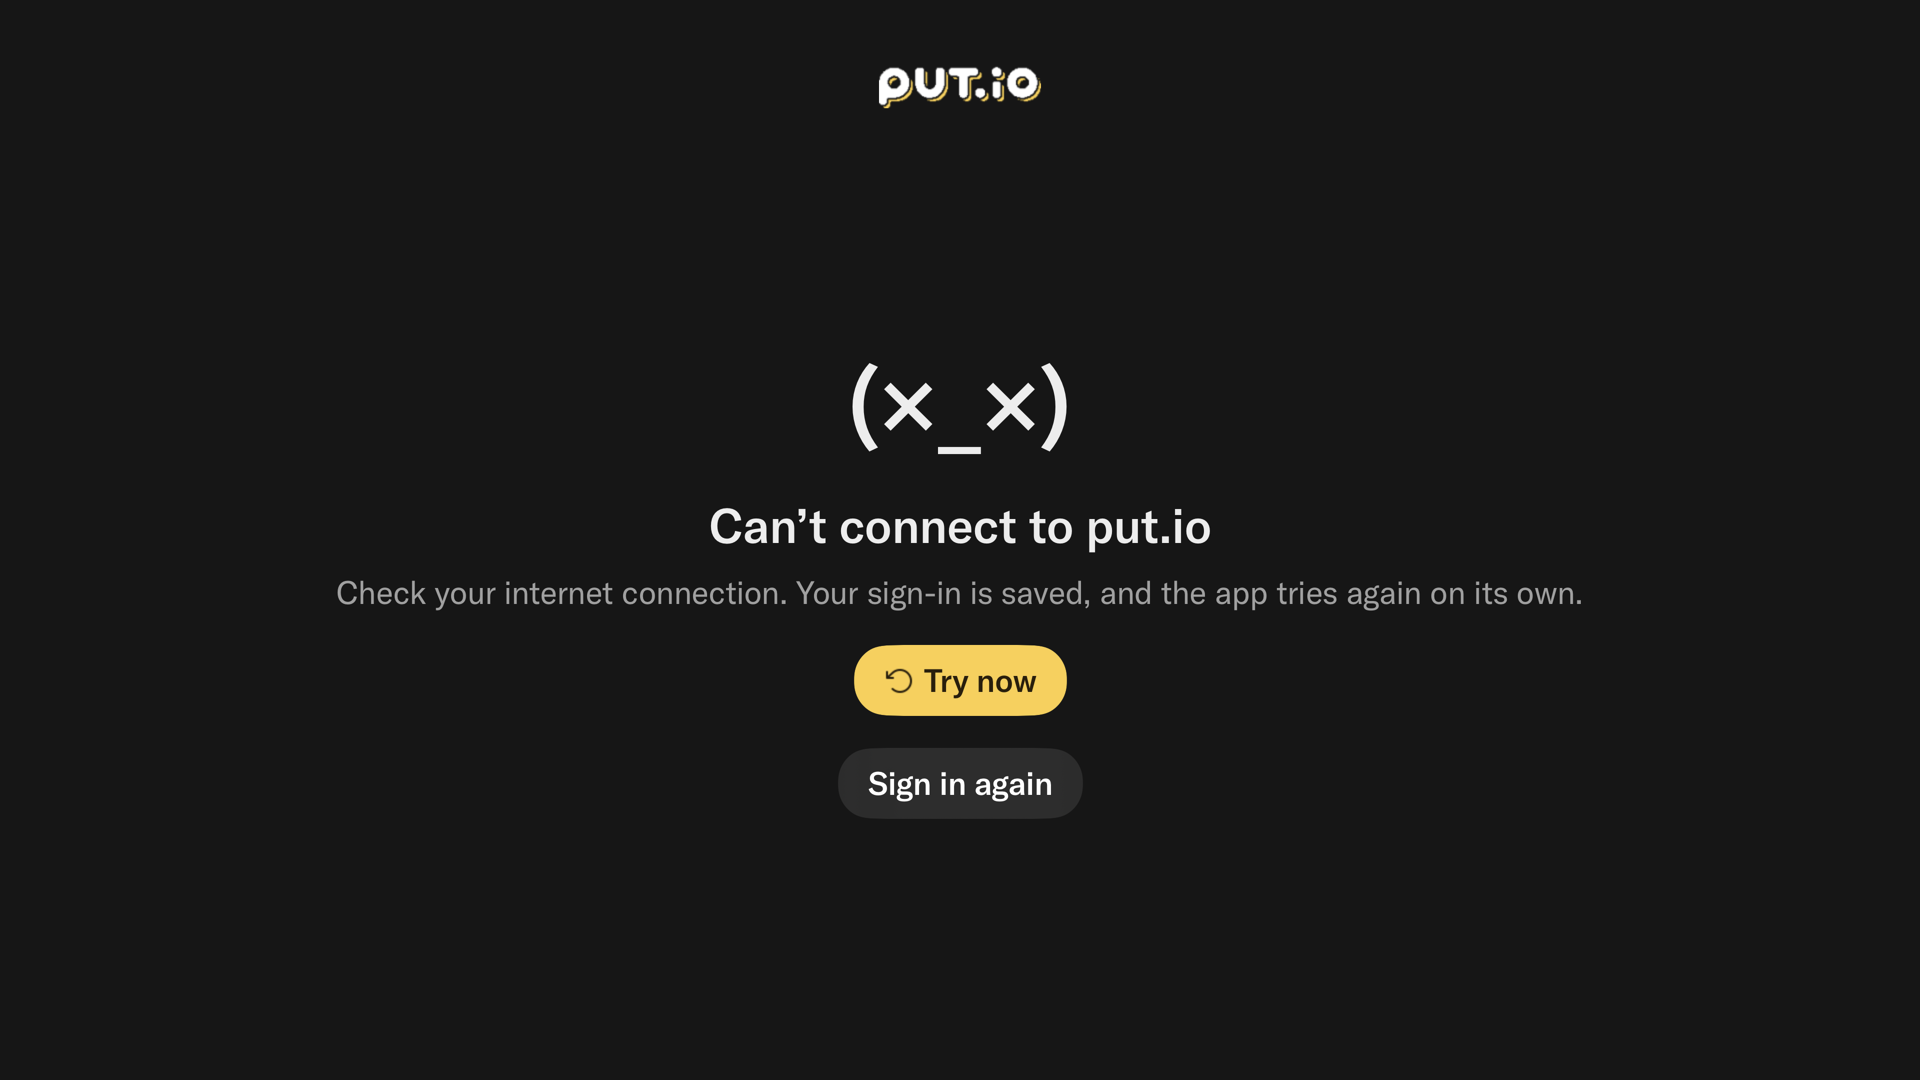 put.io
(×_×)
Can’t connect to put.io
Check your internet connection. Your sign-in is saved, and the app tries again on its own.
Try now
Sign in again